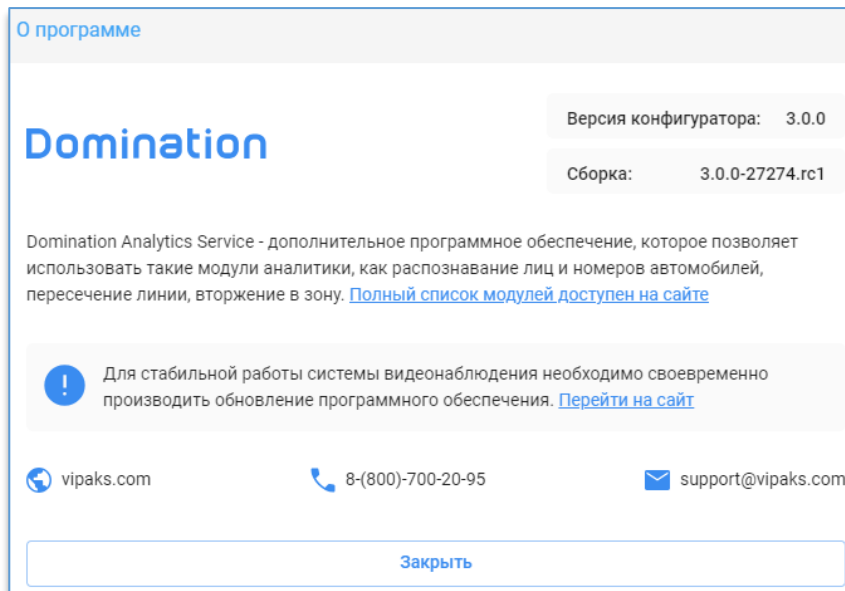 О программе
Domination
Версия конфигуратора: 3.0.0
Сборка: 3.0.0-27274.rc1
Domination Analytics Service - дополнительное программное обеспечение, которое позволяет
использовать такие модули аналитики, как распознавание лиц и номеров автомобилей,
пересечение линии, вторжение в зону. Полный список модулей доступен на сайте
Для стабильной работы системы видеонаблюдения необходимо своевременно
производить обновление программного обеспечения. Перейти на сайт
vipaks.com 8-(800)-700-20-95 support@vipaks.com
Закрыть